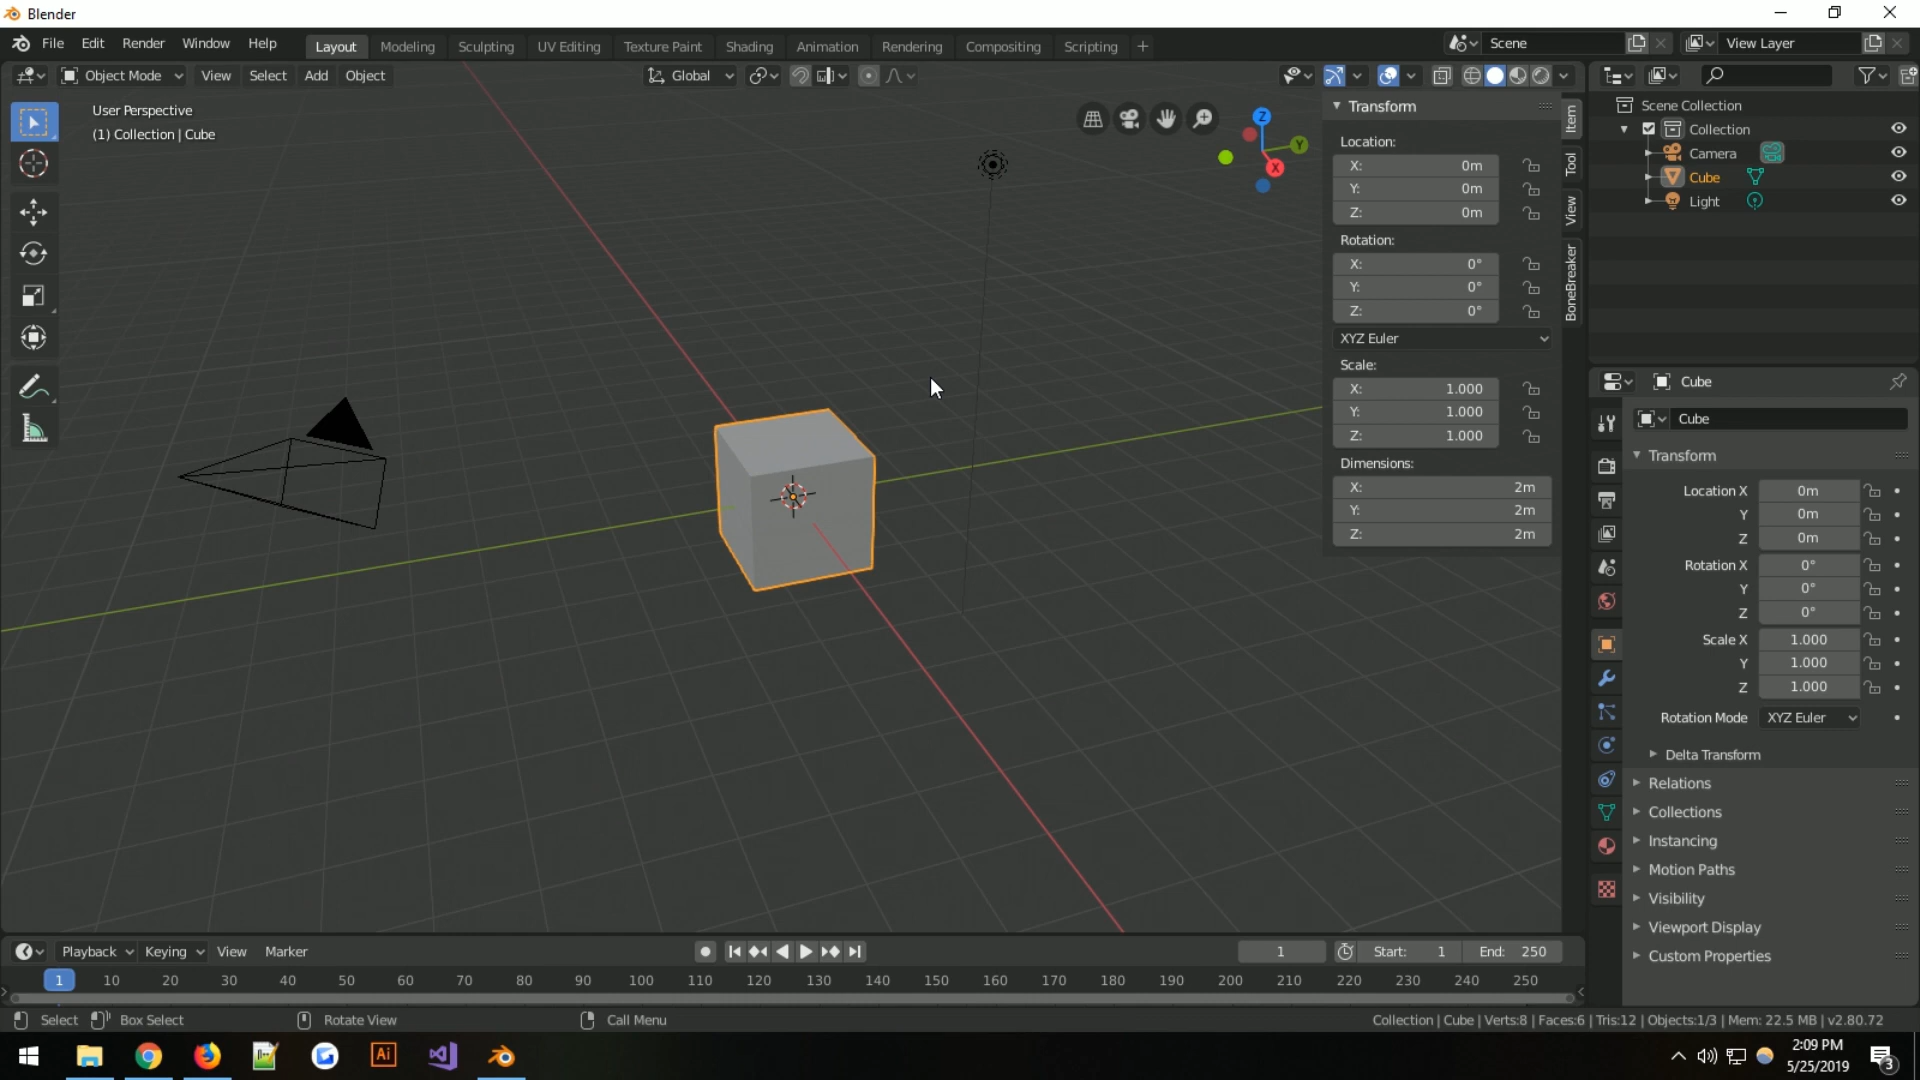 Blender
File Edit Render Window Help Layout Modeling Sculpting UV Editing Texture Paint Shading Animation Rendering Compositing Scripting + Scene View Layer
Object Mode View Select Add Object Global
User Perspective
(1) Collection | Cube
Z
Y
X
Transform
Location:
X: 0m
Y: 0m
Z: 0m
Rotation:
X: 0°
Y: 0°
Z: 0°
XYZ Euler
Scale:
X: 1.000
Y: 1.000
Z: 1.000
Dimensions:
X: 2m
Y: 2m
Z: 2m
Item
Tool
View
BoneBreaker
Scene Collection
Collection
Camera
Cube
Light
Cube
Cube
Transform
Location X 0m
Y 0m
Z 0m
Rotation X 0°
Y 0°
Z 0°
Scale X 1.000
Y 1.000
Z 1.000
Rotation Mode XYZ Euler
Delta Transform
Relations
Collections
Instancing
Motion Paths
Visibility
Viewport Display
Custom Properties
Playback Keying View Marker 1 Start: 1 End: 250
1 10 20 30 40 50 60 70 80 90 100 110 120 130 140 150 160 170 180 190 200 210 220 230 240 250
Select Box Select Rotate View Call Menu Collection | Cube | Verts:8 | Faces:6 | Tris:12 | Objects:1/3 | Mem: 22.5 MB | v2.80.72
Ai
2:09 PM
5/25/2019
3